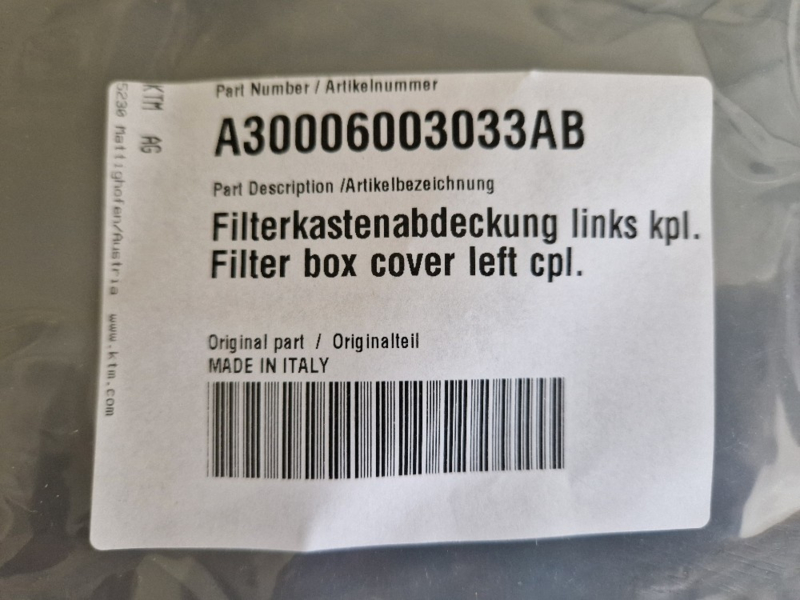 KTM AG
5230 Mattighofen/Austria www.ktm.com
Part Number / Artikelnummer
A30006003033AB
Part Description /Artikelbezeichnung
Filterkastenabdeckung links kpl.
Filter box cover left cpl.
Original part / Originalteil
MADE IN ITALY